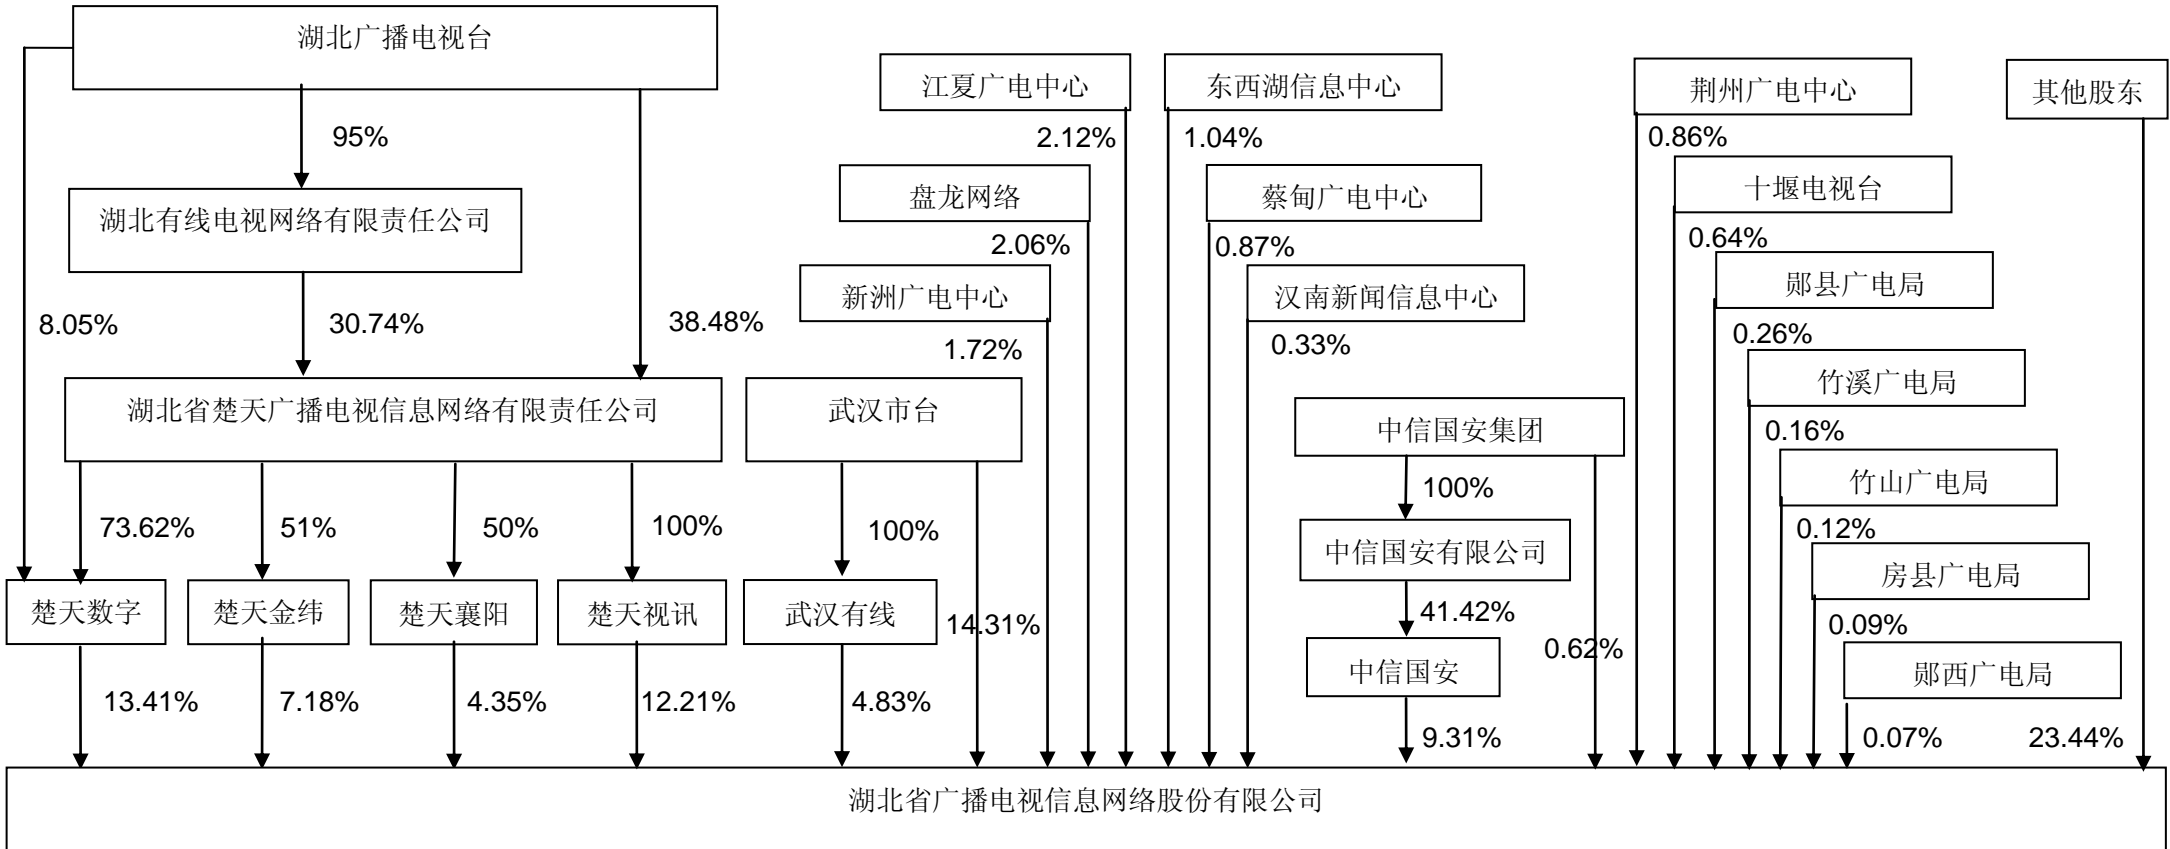 湖北广播电视台
江夏广电中心
东西湖信息中心
荆州广电中心
其他股东
95%
2.12%
1.04%
0.86%
盘龙网络
蔡甸广电中心
十堰电视台
湖北有线电视网络有限责任公司
2.06%
0.87%
0.64%
新洲广电中心
汉南新闻信息中心
郧县广电局
8.05%
30.74%
38.48%
1.72%
0.33%
0.26%
湖北省楚天广播电视信息网络有限责任公司
武汉市台
中信国安集团
竹溪广电局
0.16%
73.62%
51%
50%
100%
100%
100%
竹山广电局
0.12%
中信国安有限公司
房县广电局
楚天数字
楚天金纬
楚天襄阳
楚天视讯
武汉有线
14.31%
41.42%
0.62%
0.09%
中信国安
郧西广电局
13.41%
7.18%
4.35%
12.21%
4.83%
9.31%
0.07%
23.44%
湖北省广播电视信息网络股份有限公司